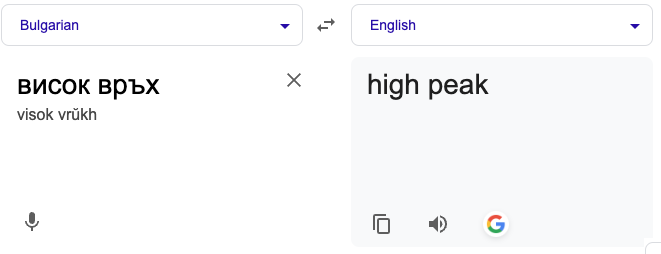 Bulgarian
English
висок връх
visok vrŭkh
high peak